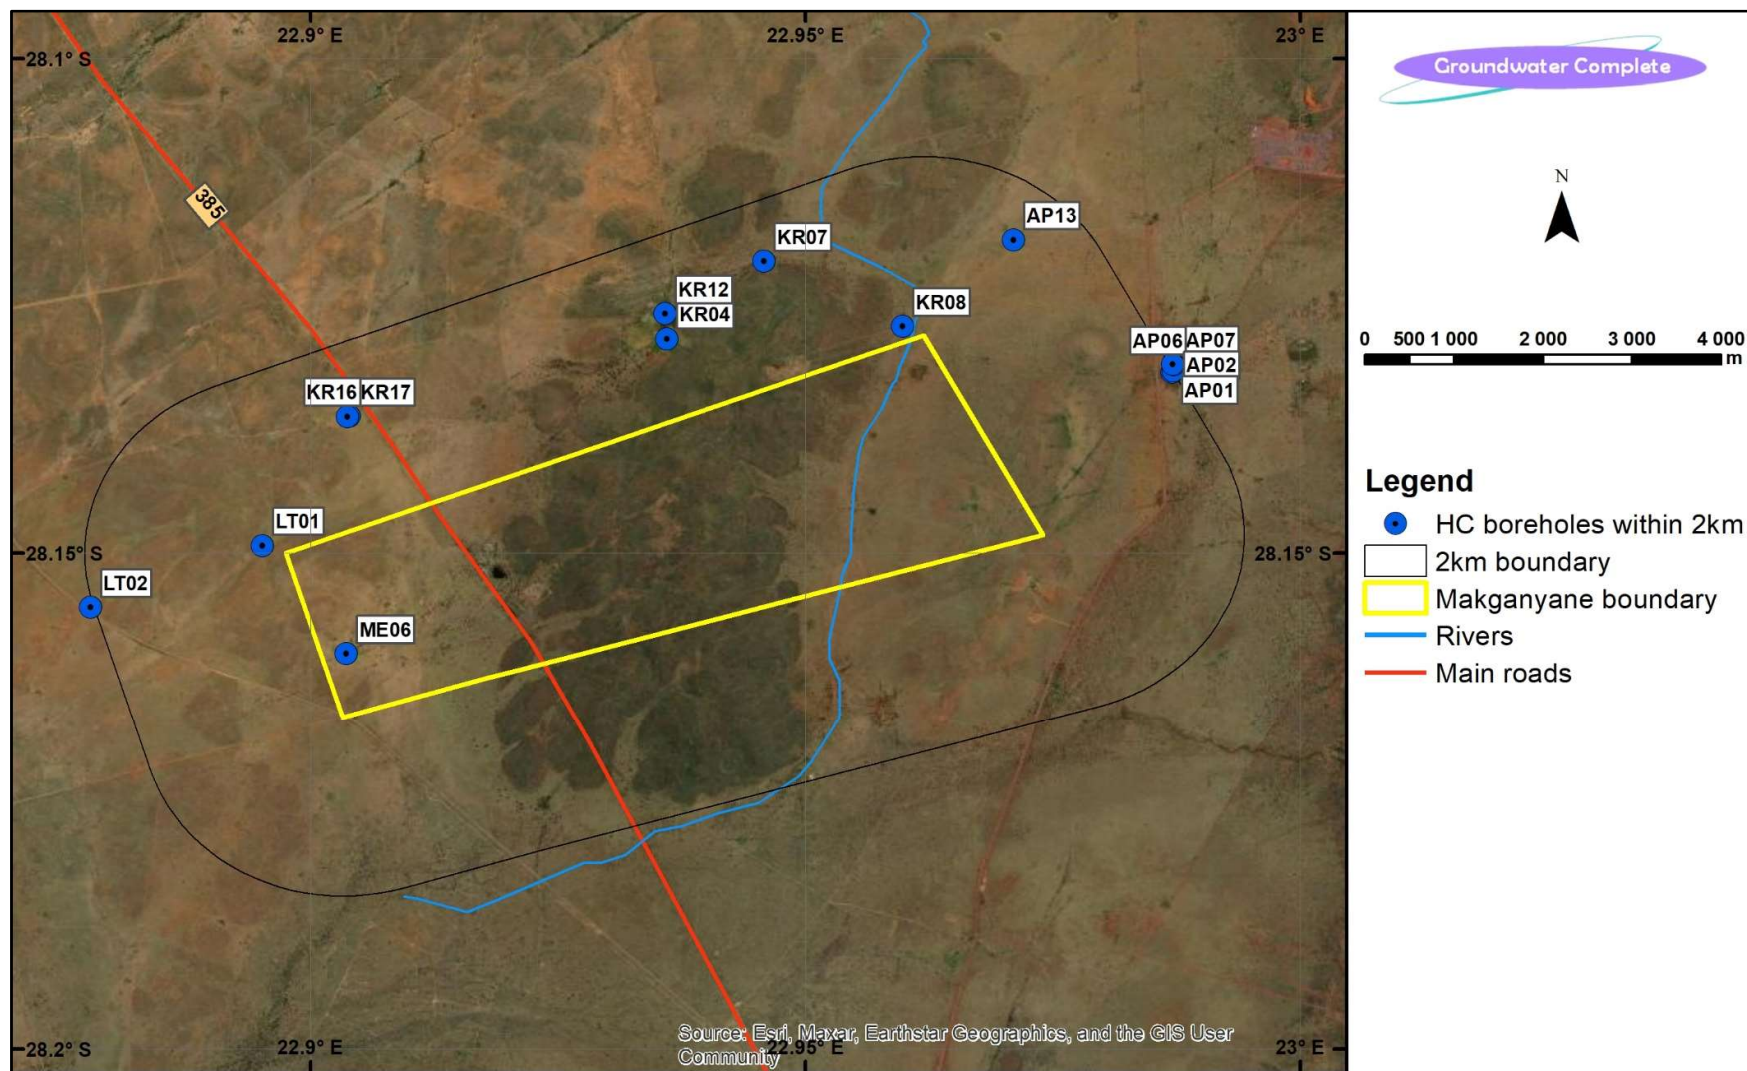 22.9° E
22.95° E
23° E
28.1° S
385
AP13
KR07
KR12
KR04
KR08
AP06
AP07
AP02
AP01
KR16
KR17
LT01
28.15° S
28.15° S
LT02
ME06
Source: Esri, Maxar, Earthstar Geographics, and the GIS User
Community
28.2° S
22.9° E
22.95° E
23° E
Groundwater Complete
N
0 500 1 000 2 000 3 000 4 000
m
Legend
HC boreholes within 2km
2km boundary
Makganyane boundary
Rivers
Main roads